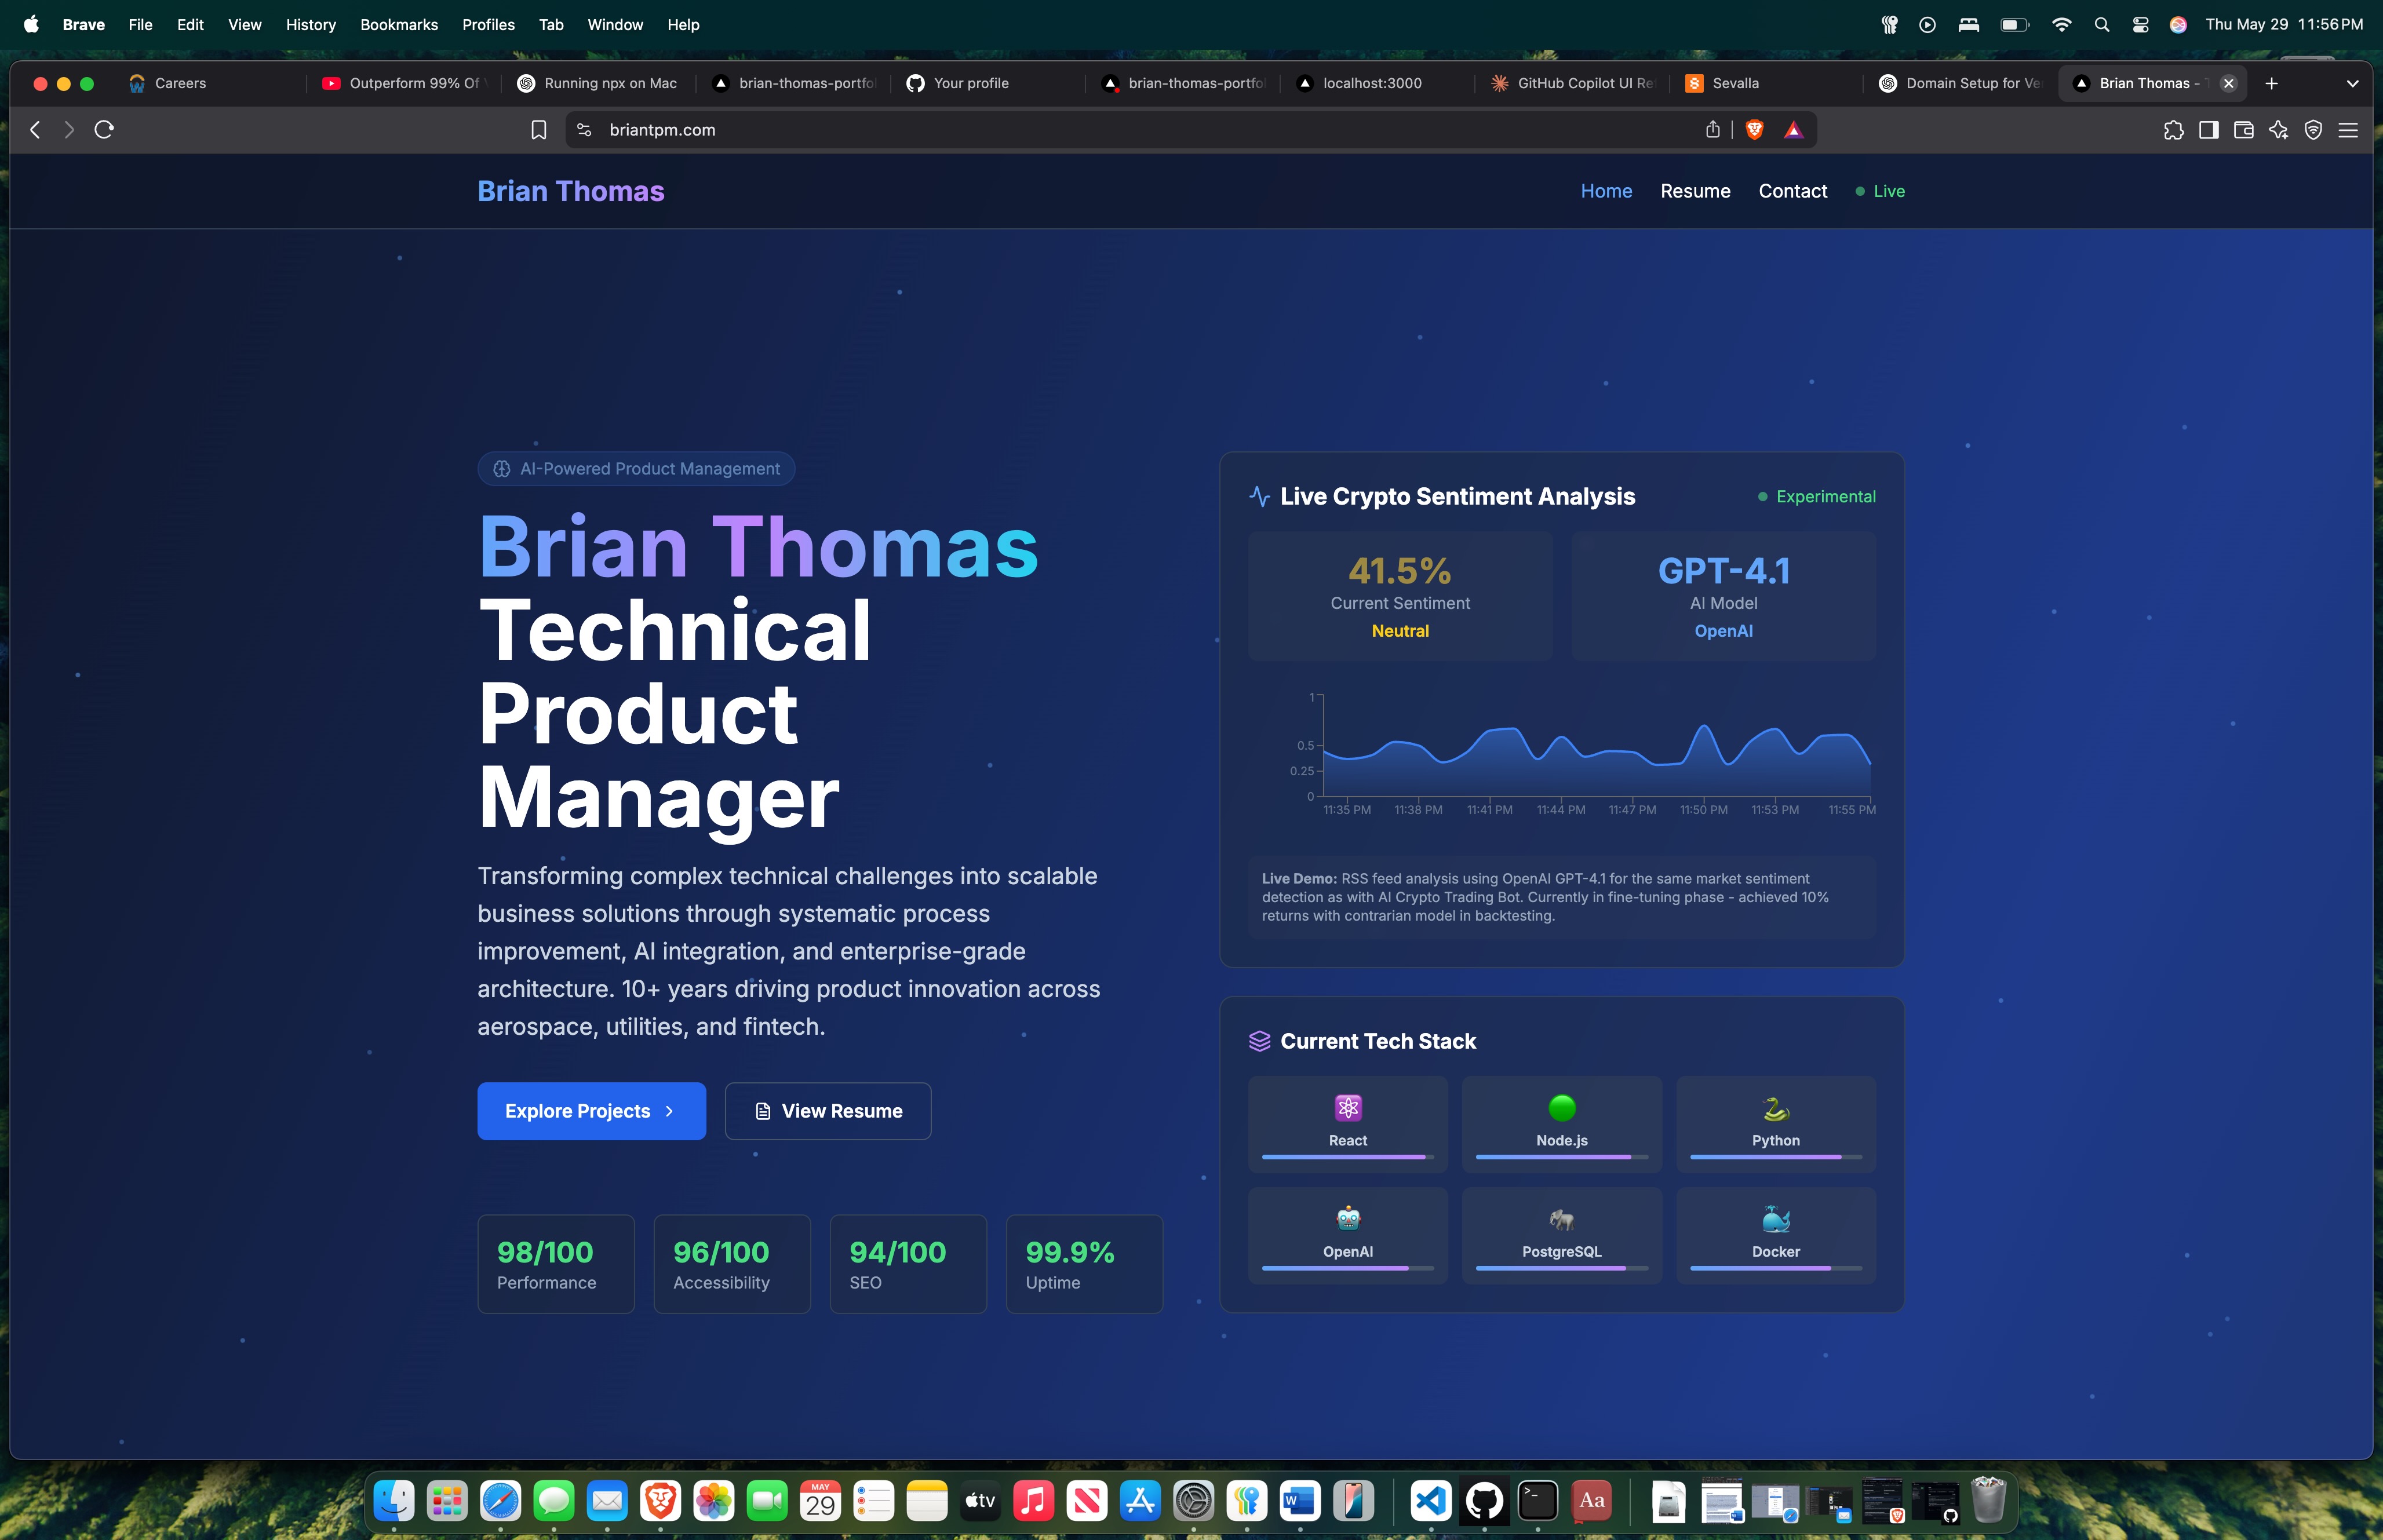 Brave File Edit View History Bookmarks Profiles Tab Window Help
Thu May 29 11:56 PM
Careers
Outperform 99% Of
Running npx on Mac
brian-thomas-portfol
Your profile
brian-thomas-portfol
localhost:3000
GitHub Copilot UI Re
Sevalla
Domain Setup for Ve
Brian Thomas -
briantpm.com
Brian Thomas
Home Resume Contact Live
AI-Powered Product Management
Brian Thomas
Technical
Product
Manager
Transforming complex technical challenges into scalable
business solutions through systematic process
improvement, AI integration, and enterprise-grade
architecture. 10+ years driving product innovation across
aerospace, utilities, and fintech.
Explore Projects
View Resume
98/100
Performance
96/100
Accessibility
94/100
SEO
99.9%
Uptime
Live Crypto Sentiment Analysis
Experimental
41.5%
Current Sentiment
Neutral
GPT-4.1
AI Model
OpenAI
1
0.5
0.25
0
11:35 PM 11:38 PM 11:41 PM 11:44 PM 11:47 PM 11:50 PM 11:53 PM 11:55 PM
Live Demo: RSS feed analysis using OpenAI GPT-4.1 for the same market sentiment
detection as with AI Crypto Trading Bot. Currently in fine-tuning phase - achieved 10%
returns with contrarian model in backtesting.
Current Tech Stack
React
Node.js
Python
OpenAI
PostgreSQL
Docker
MAY
29
tv
W
>_
Aa